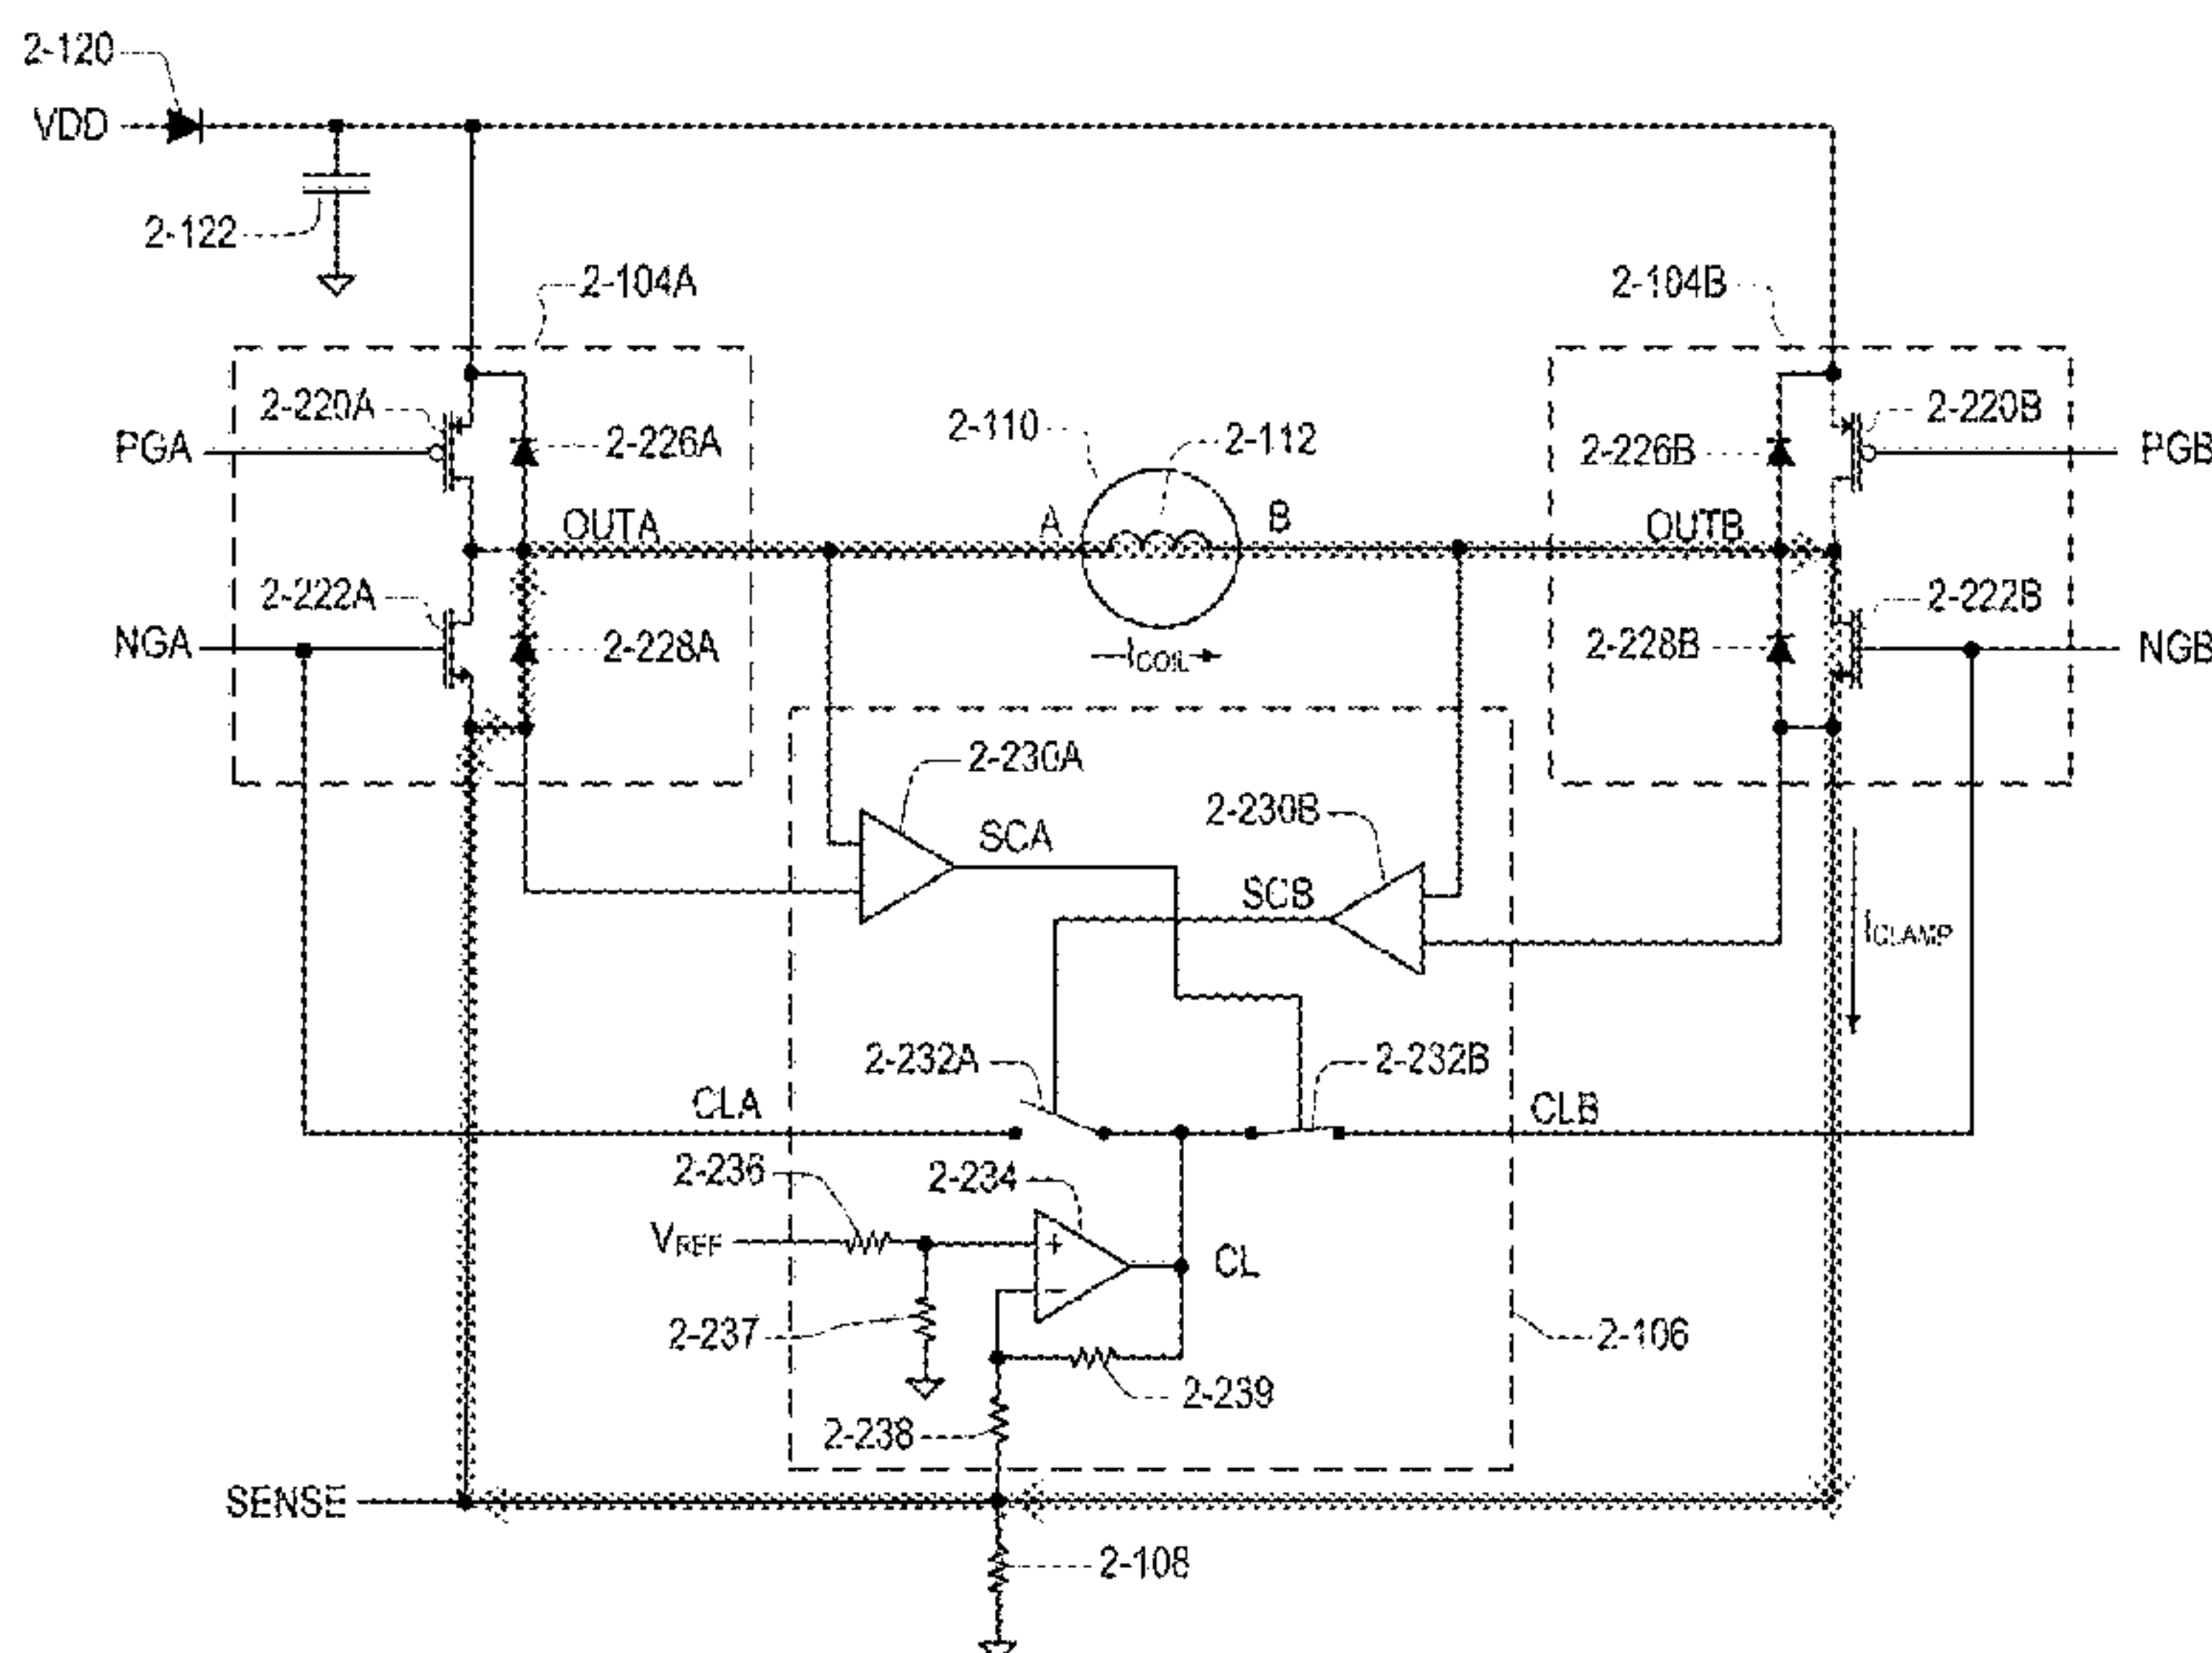 2-120
VDD
2-122
2-104A
2-104B
2-220A
2-226A
2-110
2-112
2-226B
2-220B
PGA
PGB
OUTA
A
B
OUTB
2-222A
2-222B
NGA
2-228A
ICOIL
2-228B
NGB
2-230A
2-230B
SCA
SCB
ICLAMP
2-232A
2-232B
CLA
CLB
2-236
2-234
VREF
+
−
CL
2-237
2-106
2-239
2-238
SENSE
2-108